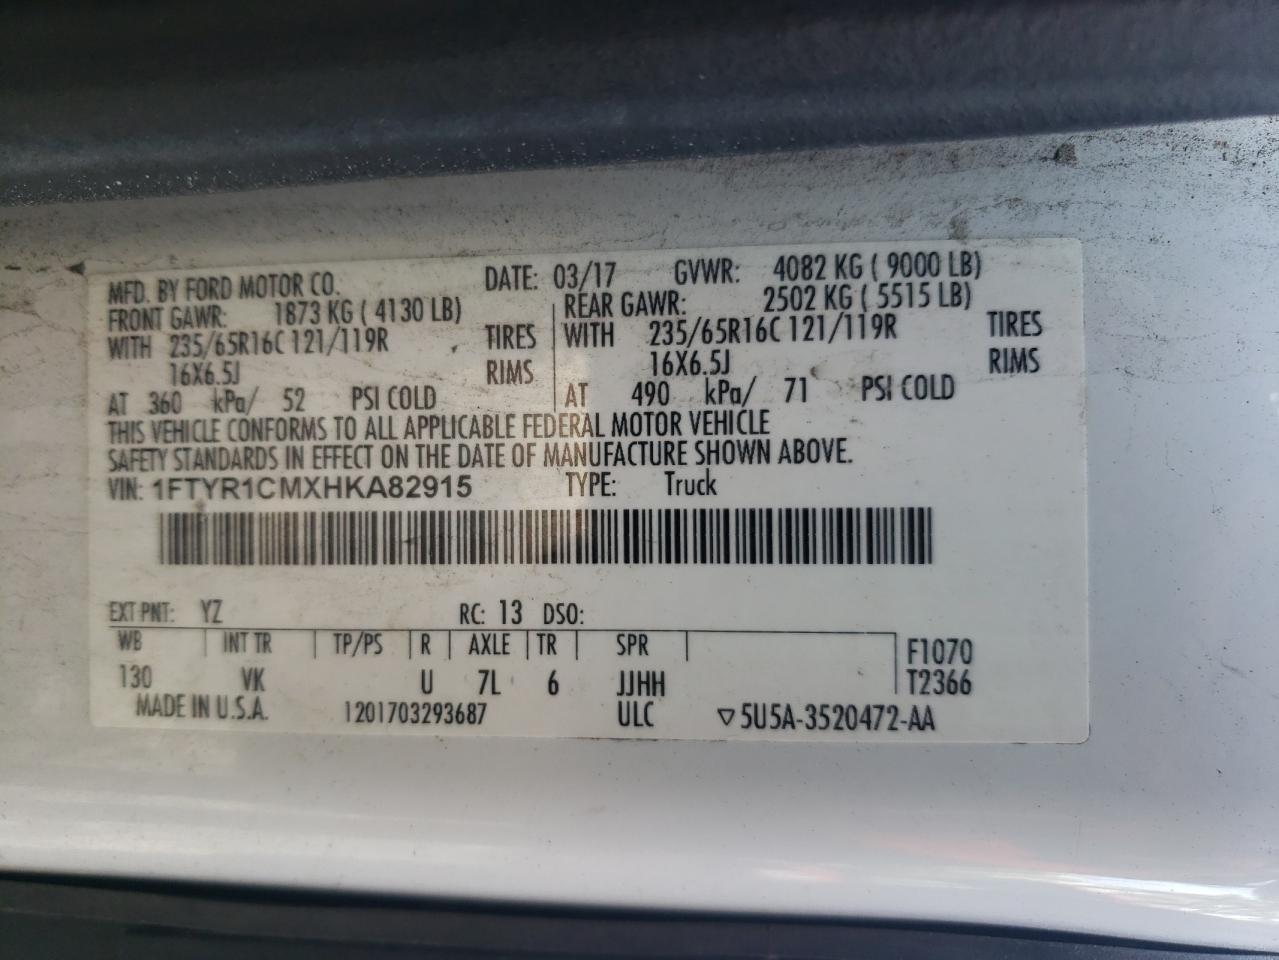 MFD. BY FORD MOTOR CO. DATE: 03/17 GVWR: 4082 KG ( 9000 LB)
FRONT GAWR: 1873 KG ( 4130 LB) REAR GAWR: 2502 KG ( 5515 LB)
WITH 235/65R16C 121/119R TIRES WITH 235/65R16C 121/119R TIRES
16X6.5J RIMS 16X6.5J RIMS
AT 360 kPa/ 52 PSI COLD AT 490 kPa/ 71 PSI COLD
THIS VEHICLE CONFORMS TO ALL APPLICABLE FEDERAL MOTOR VEHICLE
SAFETY STANDARDS IN EFFECT ON THE DATE OF MANUFACTURE SHOWN ABOVE.
VIN: 1FTYR1CMXHKA82915 TYPE: Truck
EXT PNT: YZ RC: 13 DSO:
WB INT TR TP/PS R AXLE TR SPR F1070
130 VK U 7L 6 JJHH T2366
MADE IN U.S.A. 1201703293687 ULC ▽5U5A-3520472-AA